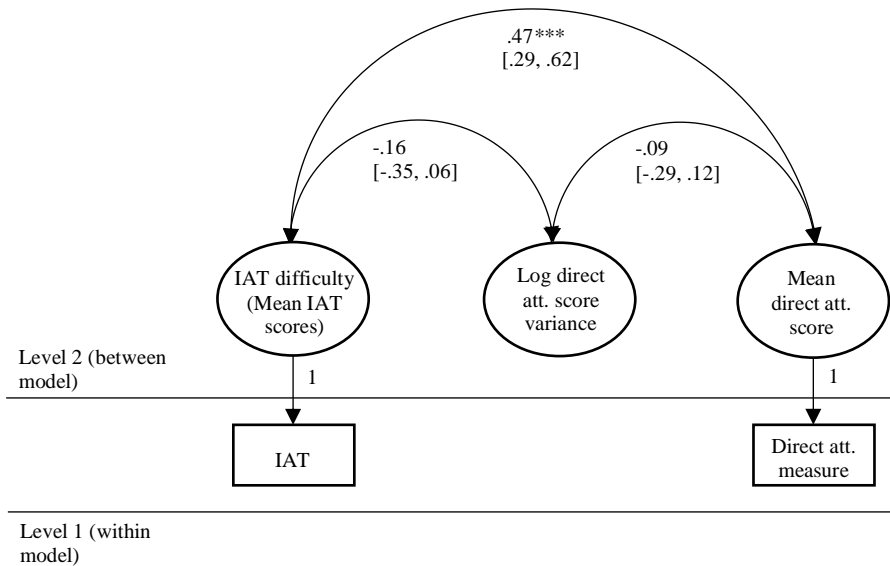 .47***
[.29, .62]
-.16
[-.35, .06]
-.09
[-.29, .12]
IAT difficulty
(Mean IAT
scores)
Log direct
att. score
variance
Mean
direct att.
score
Level 2 (between
model)
1
1
IAT
Direct att.
measure
Level 1 (within
model)